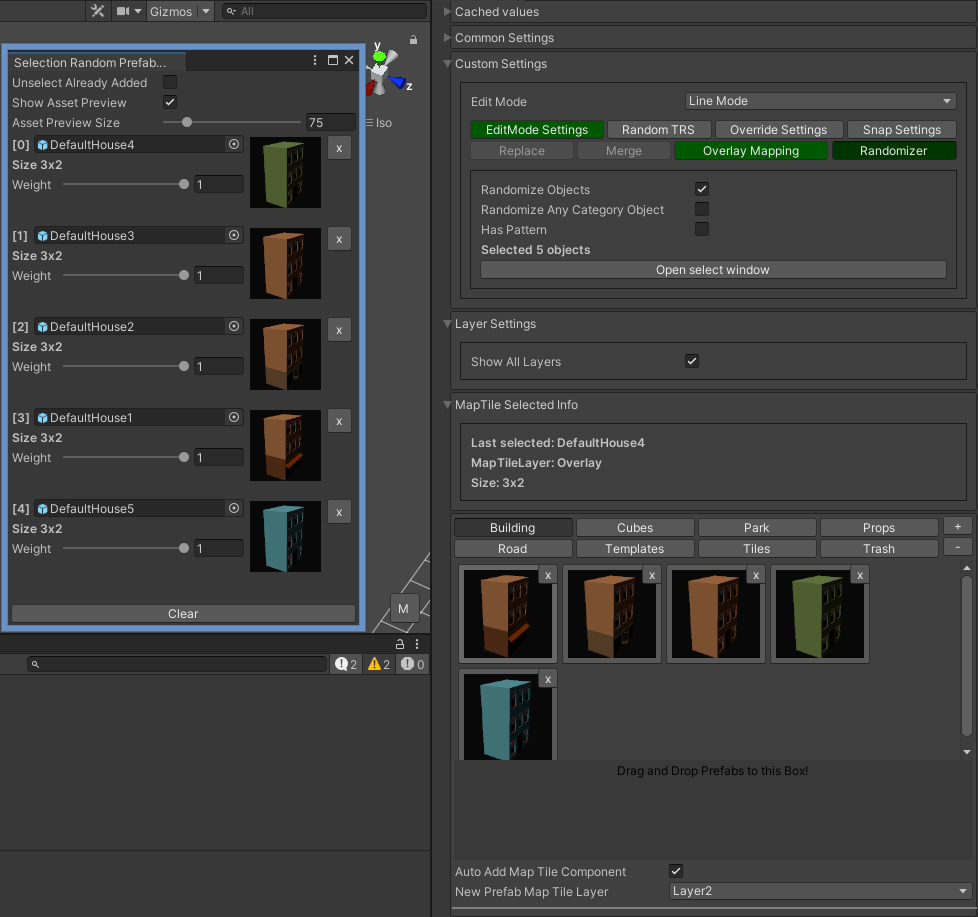 Gizmos
All
Selection Random Prefab...
Unselect Already Added
Show Asset Preview
Asset Preview Size
75
[0] DefaultHouse4
Size 3x2
Weight
1
x
[1] DefaultHouse3
Size 3x2
Weight
1
x
[2] DefaultHouse2
Size 3x2
Weight
1
x
[3] DefaultHouse1
Size 3x2
Weight
1
x
[4] DefaultHouse5
Size 3x2
Weight
1
x
Clear
y
z
Iso
M
2
2
0
Cached values
Common Settings
Custom Settings
Edit Mode
Line Mode
EditMode Settings
Random TRS
Override Settings
Snap Settings
Replace
Merge
Overlay Mapping
Randomizer
Randomize Objects
Randomize Any Category Object
Has Pattern
Selected 5 objects
Open select window
Layer Settings
Show All Layers
MapTile Selected Info
Last selected: DefaultHouse4
MapTileLayer: Overlay
Size: 3x2
Building
Cubes
Park
Props
+
Road
Templates
Tiles
Trash
-
x
x
x
x
x
Drag and Drop Prefabs to this Box!
Auto Add Map Tile Component
New Prefab Map Tile Layer
Layer2